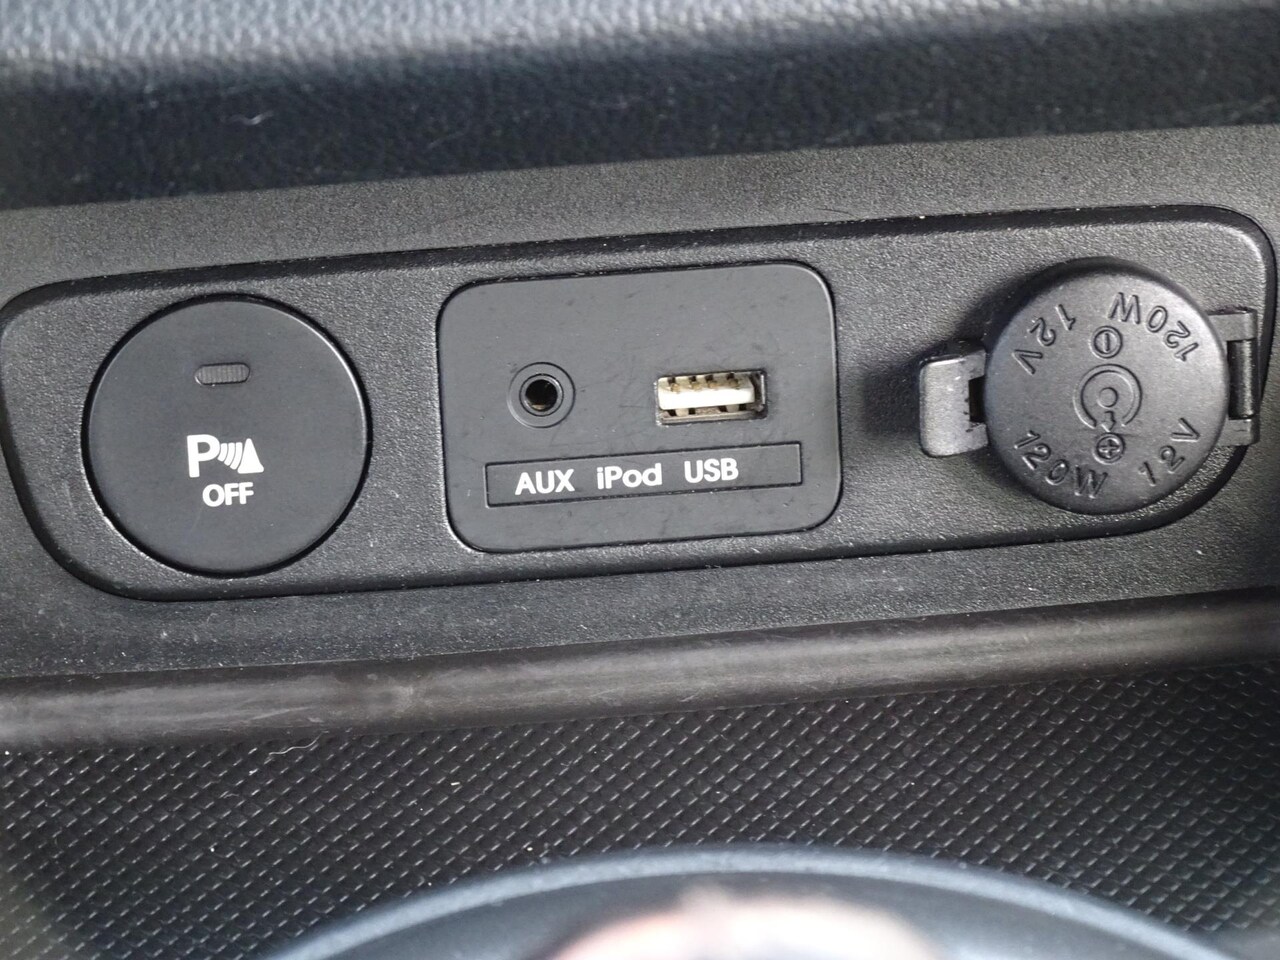 P
OFF
AUX iPod USB
12V 120W
120W 12V